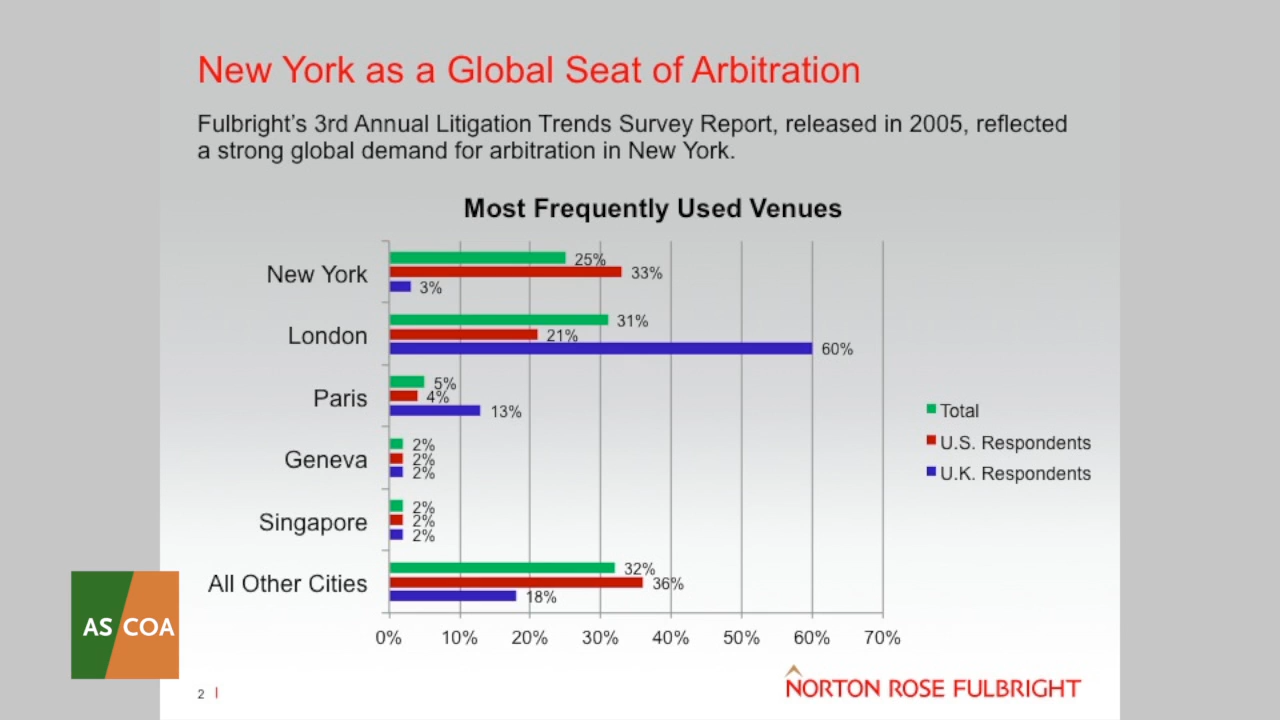 New York as a Global Seat of Arbitration
Fulbright's 3rd Annual Litigation Trends Survey Report, released in 2005, reflected
a strong global demand for arbitration in New York.
Most Frequently Used Venues
New York
25%
33%
3%
London
31%
21%
60%
Paris
5%
4%
13%
Geneva
2%
2%
2%
Singapore
2%
2%
2%
All Other Cities
32%
36%
18%
0% 10% 20% 30% 40% 50% 60% 70%
Total
U.S. Respondents
U.K. Respondents
AS COA
2 |
NORTON ROSE FULBRIGHT